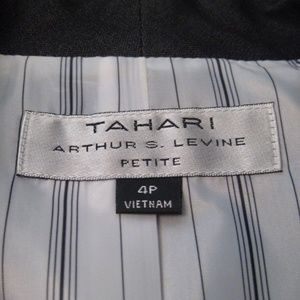 TAHARI
ARTHUR S. LEVINE
PETITE
4P
VIETNAM